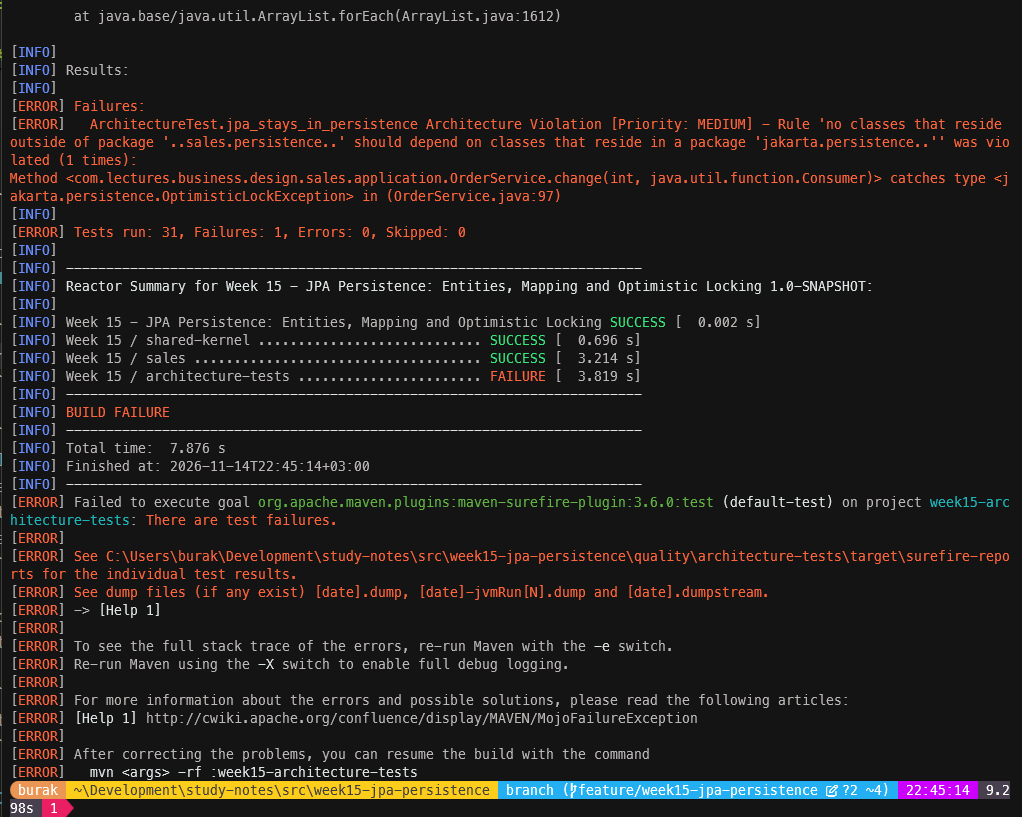 at java.base/java.util.ArrayList.forEach(ArrayList.java:1612)
[INFO]
[INFO] Results:
[INFO]
[ERROR] Failures:
[ERROR]   ArchitectureTest.jpa_stays_in_persistence Architecture Violation [Priority: MEDIUM] - Rule 'no classes that reside
outside of package '..sales.persistence..' should depend on classes that reside in a package 'jakarta.persistence..'' was vio
lated (1 times):
Method <com.lectures.business.design.sales.application.OrderService.change(int, java.util.function.Consumer)> catches type <j
akarta.persistence.OptimisticLockException> in (OrderService.java:97)
[INFO]
[ERROR] Tests run: 31, Failures: 1, Errors: 0, Skipped: 0
[INFO]
[INFO] ------------------------------------------------------------------------
[INFO] Reactor Summary for Week 15 - JPA Persistence: Entities, Mapping and Optimistic Locking 1.0-SNAPSHOT:
[INFO]
[INFO] Week 15 - JPA Persistence: Entities, Mapping and Optimistic Locking SUCCESS [  0.002 s]
[INFO] Week 15 / shared-kernel ............................ SUCCESS [  0.696 s]
[INFO] Week 15 / sales .................................... SUCCESS [  3.214 s]
[INFO] Week 15 / architecture-tests ....................... FAILURE [  3.819 s]
[INFO] ------------------------------------------------------------------------
[INFO] BUILD FAILURE
[INFO] ------------------------------------------------------------------------
[INFO] Total time:  7.876 s
[INFO] Finished at: 2026-11-14T22:45:14+03:00
[INFO] ------------------------------------------------------------------------
[ERROR] Failed to execute goal org.apache.maven.plugins:maven-surefire-plugin:3.6.0:test (default-test) on project week15-arc
hitecture-tests: There are test failures.
[ERROR]
[ERROR] See C:\Users\burak\Development\study-notes\src\week15-jpa-persistence\quality\architecture-tests\target\surefire-repo
rts for the individual test results.
[ERROR] See dump files (if any exist) [date].dump, [date]-jvmRun[N].dump and [date].dumpstream.
[ERROR] -> [Help 1]
[ERROR]
[ERROR] To see the full stack trace of the errors, re-run Maven with the -e switch.
[ERROR] Re-run Maven using the -X switch to enable full debug logging.
[ERROR]
[ERROR] For more information about the errors and possible solutions, please read the following articles:
[ERROR] [Help 1] http://cwiki.apache.org/confluence/display/MAVEN/MojoFailureException
[ERROR]
[ERROR] After correcting the problems, you can resume the build with the command
[ERROR]   mvn <args> -rf :week15-architecture-tests
burak ~\Development\study-notes\src\week15-jpa-persistence branch (feature/week15-jpa-persistence ?2 ~4) 22:45:14 9.2
98s 1